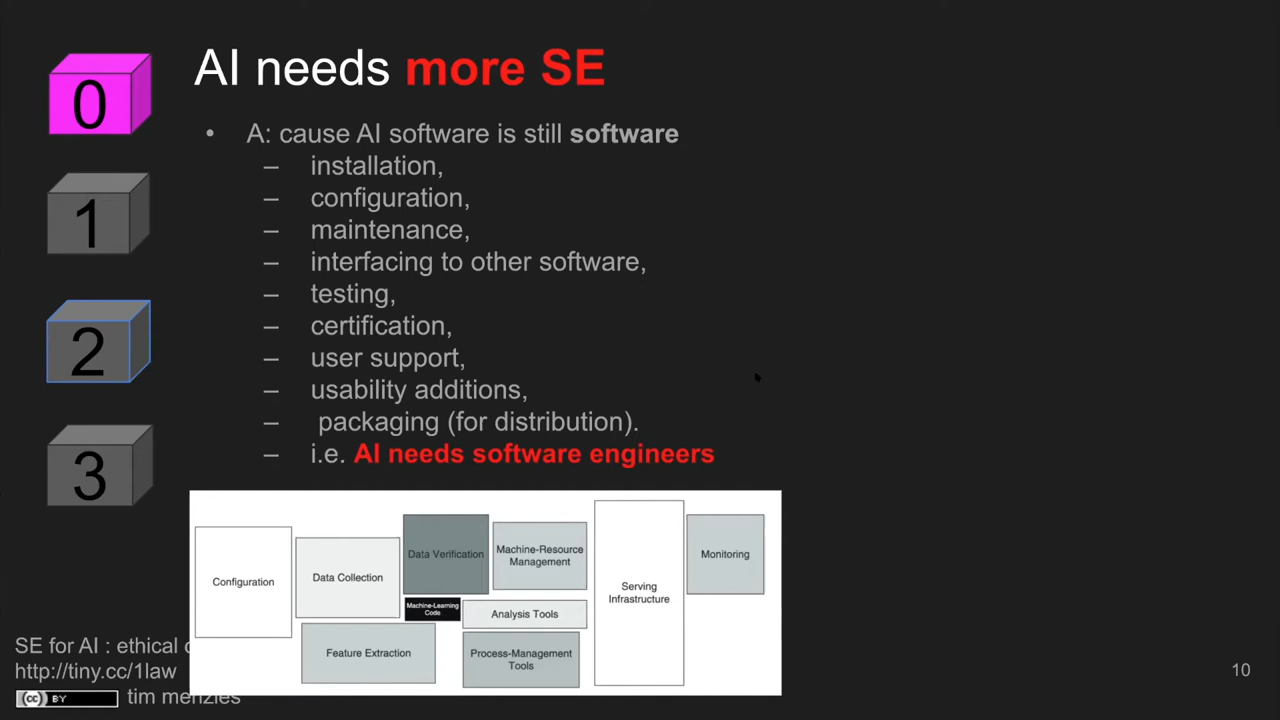 0
1
2
3
AI needs more SE
• A: cause AI software is still software
– installation,
– configuration,
– maintenance,
– interfacing to other software,
– testing,
– certification,
– user support,
– usability additions,
– packaging (for distribution).
– i.e. AI needs software engineers
Configuration
Data Collection
Data Verification
Machine-Resource
Management
Machine-Learning
Code
Analysis Tools
Feature Extraction
Process-Management
Tools
Serving
Infrastructure
Monitoring
SE for AI : ethical
http://tiny.cc/1law
cc BY tim menzies
10